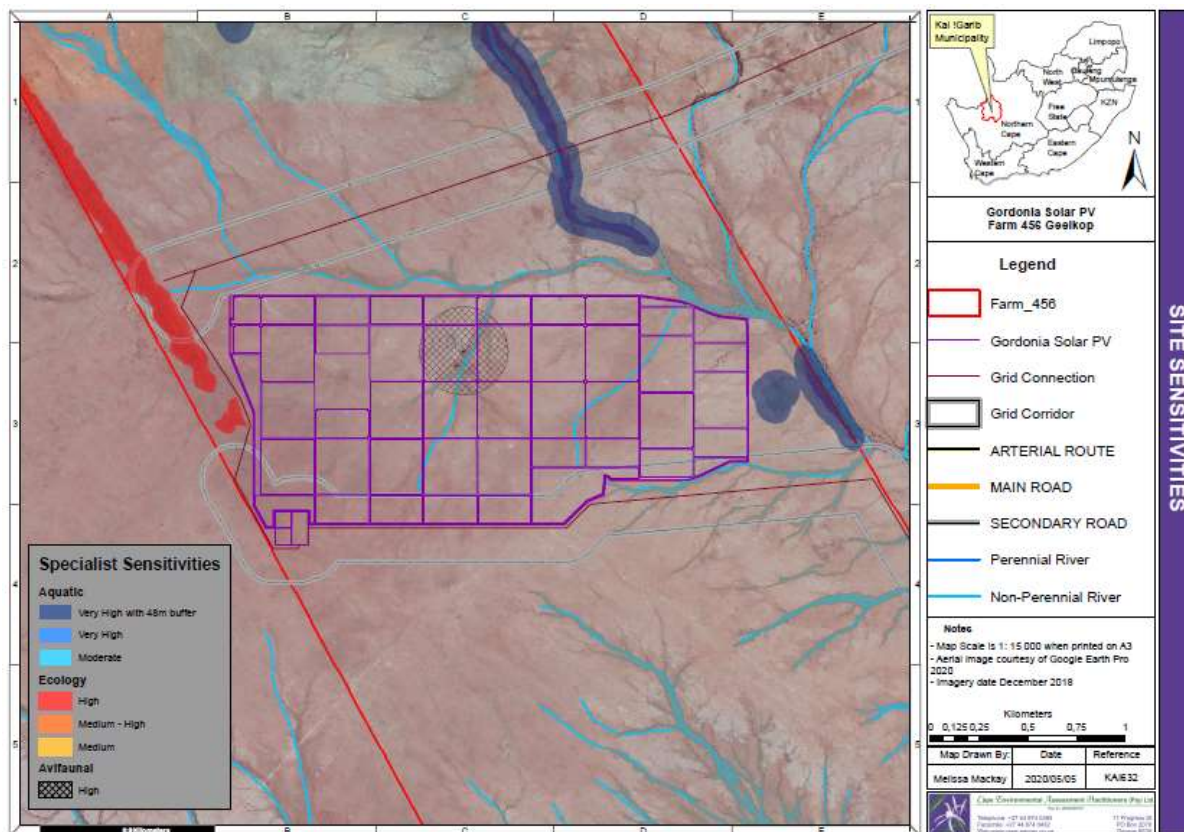 A B C D E
1
2
3
4
5
Specialist Sensitivities
Aquatic
Very High with 48m buffer
Very High
Moderate
Ecology
High
Medium - High
Medium
Avifaunal
High
B C D E
Kai !Garib
Municipality
Limpopo
North
West
Mpumulanga
Free
State
KZN
Northern
Cape
Eastern
Cape
Western
Cape
N
Gordonia Solar PV
Farm 456 Geelkop
Legend
Farm_456
Gordonia Solar PV
Grid Connection
Grid Corridor
ARTERIAL ROUTE
MAIN ROAD
SECONDARY ROAD
Perennial River
Non-Perennial River
Notes
- Map Scale is 1: 15 000 when printed on A3
- Aerial image courtesy of Google Earth Pro
2020
- Imagery date December 2018
Kilometers
0 0,125 0,25 0,5 0,75 1
Map Drawn By: Date Reference
Melissa Mackay 2020/05/05 KAI632
Cape Environmental Assessment Practitioners (Pty) Ltd
SITE SENSITIVITIES